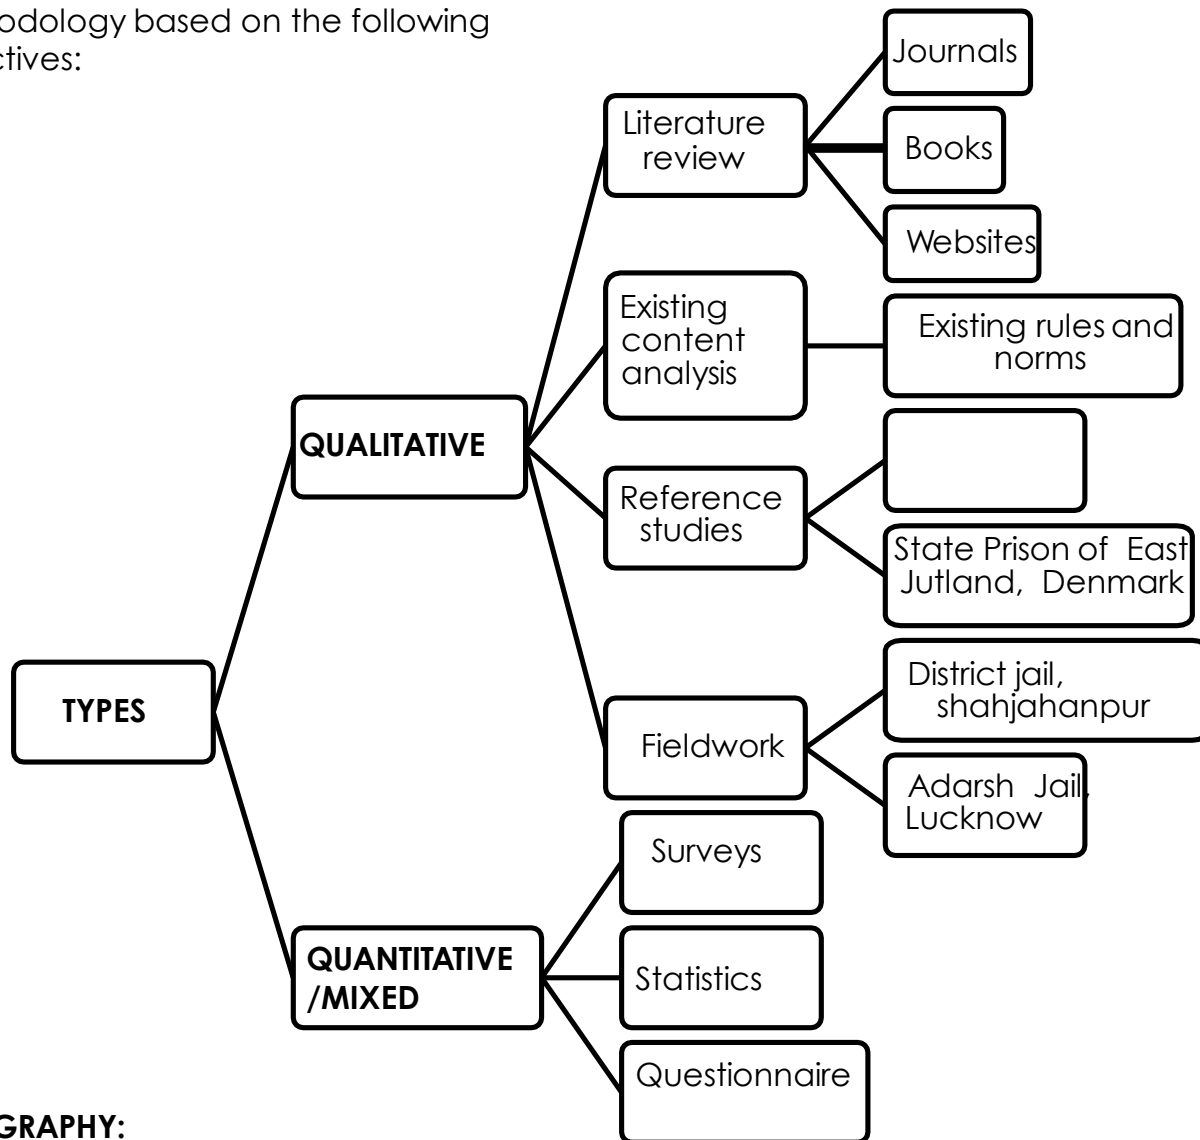 odology based on the following
ctives:
Journals
Literature
review
Books
Websites
Existing
content
analysis
Existing rules and
norms
QUALITATIVE
Reference
studies
State Prison of East
Jutland, Denmark
TYPES
District jail,
shahjahanpur
Fieldwork
Adarsh Jail,
Lucknow
Surveys
QUANTITATIVE
/MIXED
Statistics
Questionnaire
GRAPHY: